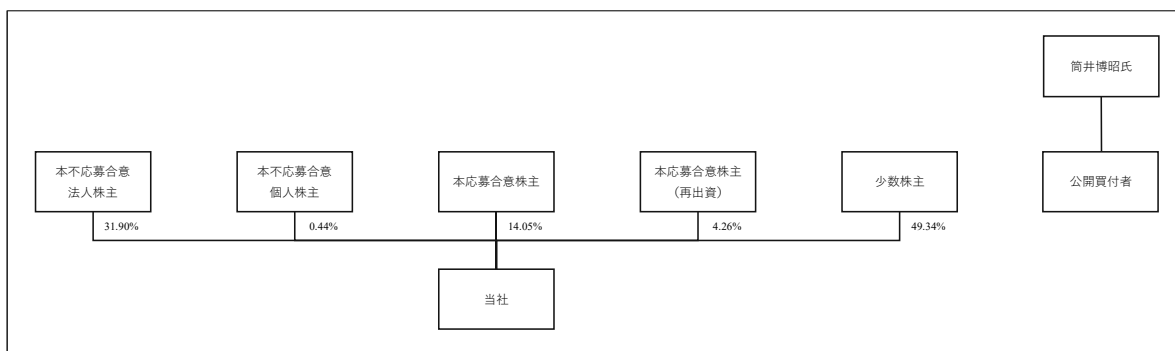 筒井博昭氏
本不応募合意
法人株主
本不応募合意
個人株主
本応募合意株主
本応募合意株主
（再出資）
少数株主
公開買付者
31.90%
0.44%
14.05%
4.26%
49.34%
当社